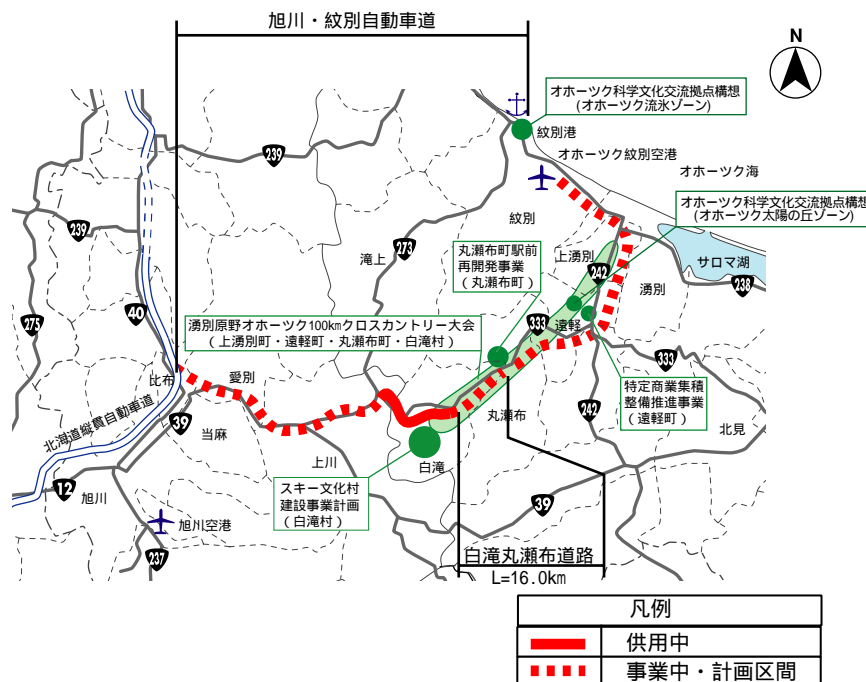 旭川・紋別自動車道
N
オホーツク科学文化交流拠点構想
(オホーツク流氷ゾーン)
紋別港
オホーツク紋別空港
オホーツク海
239
オホーツク科学文化交流拠点構想
(オホーツク太陽の丘ゾーン)
紋別
239
滝上
273
丸瀬布町駅前
再開発事業
(丸瀬布町)
上湧別
242
湧別
サロマ湖
238
275
40
湧別原野オホーツク100kmクロスカントリー大会
(上湧別町・遠軽町・丸瀬布町・白滝村)
333
遠軽
333
比布
愛別
特定商業集積
整備推進事業
(遠軽町)
北海道縦貫自動車道
39
当麻
丸瀬布
242
北見
上川
白滝
12
旭川
スキー文化村
建設事業計画
(白滝村)
39
旭川空港
237
白滝丸瀬布道路
L=16.0km
凡例
供用中
事業中・計画区間